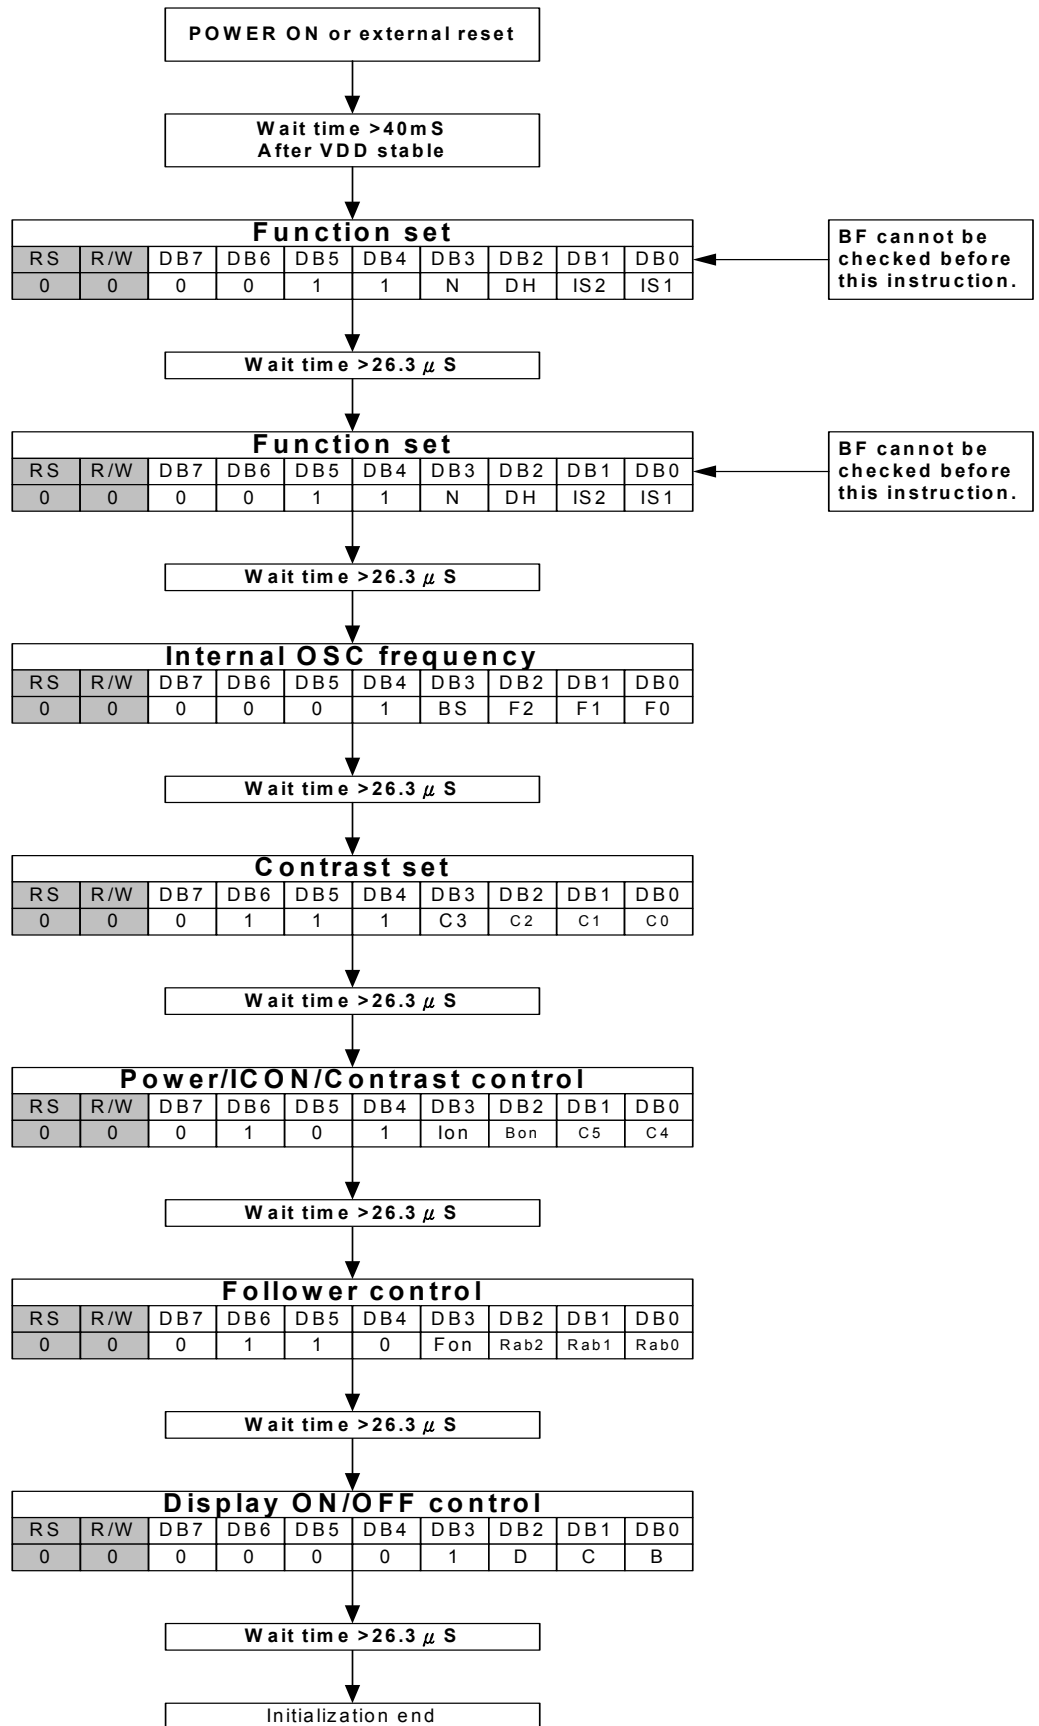 POWER ON or external reset
Wait time >40mS
After VDD stable
Function set
RS R/W DB7 DB6 DB5 DB4 DB3 DB2 DB1 DB0
0 0 0 0 1 1 N DH IS2 IS1
BF cannot be
checked before
this instruction.
Wait time >26.3 μS
Function set
RS R/W DB7 DB6 DB5 DB4 DB3 DB2 DB1 DB0
0 0 0 0 1 1 N DH IS2 IS1
BF cannot be
checked before
this instruction.
Wait time >26.3 μS
Internal OSC frequency
RS R/W DB7 DB6 DB5 DB4 DB3 DB2 DB1 DB0
0 0 0 0 0 1 BS F2 F1 F0
Wait time >26.3 μS
Contrast set
RS R/W DB7 DB6 DB5 DB4 DB3 DB2 DB1 DB0
0 0 0 1 1 1 C3 C2 C1 C0
Wait time >26.3 μS
Power/ICON/Contrast control
RS R/W DB7 DB6 DB5 DB4 DB3 DB2 DB1 DB0
0 0 0 1 0 1 Ion Bon C5 C4
Wait time >26.3 μS
Follower control
RS R/W DB7 DB6 DB5 DB4 DB3 DB2 DB1 DB0
0 0 0 1 1 0 Fon Rab2 Rab1 Rab0
Wait time >26.3 μS
Display ON/OFF control
RS R/W DB7 DB6 DB5 DB4 DB3 DB2 DB1 DB0
0 0 0 0 0 0 1 D C B
Wait time >26.3 μS
Initialization end